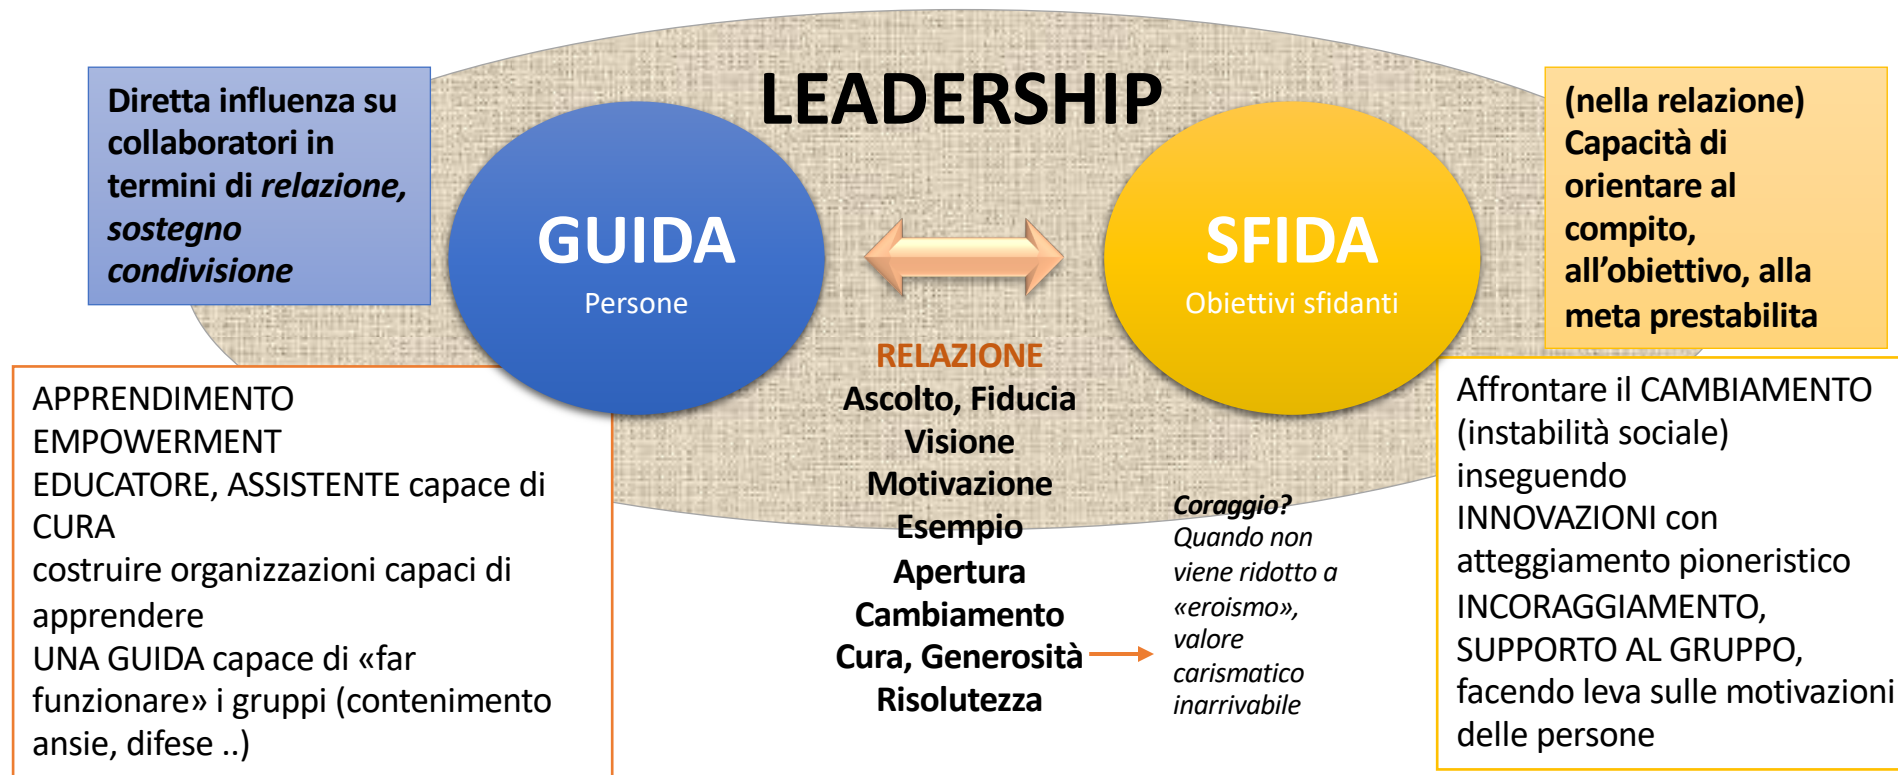 LEADERSHIP
Diretta influenza su
collaboratori in
termini di relazione,
sostegno
condivisione
GUIDA
Persone
SFIDA
Obiettivi sfidanti
(nella relazione)
Capacità di
orientare al
compito,
all’obiettivo, alla
meta prestabilita
APPRENDIMENTO
EMPOWERMENT
EDUCATORE, ASSISTENTE capace di
CURA
costruire organizzazioni capaci di
apprendere
UNA GUIDA capace di «far
funzionare» i gruppi (contenimento
ansie, difese ..)
RELAZIONE
Ascolto, Fiducia
Visione
Motivazione
Esempio
Apertura
Cambiamento
Cura, Generosità
Risolutezza
Coraggio?
Quando non
viene ridotto a
«eroismo»,
valore
carismatico
inarrivabile
Affrontare il CAMBIAMENTO
(instabilità sociale)
inseguendo
INNOVAZIONI con
atteggiamento pioneristico
INCORAGGIAMENTO,
SUPPORTO AL GRUPPO,
facendo leva sulle motivazioni
delle persone